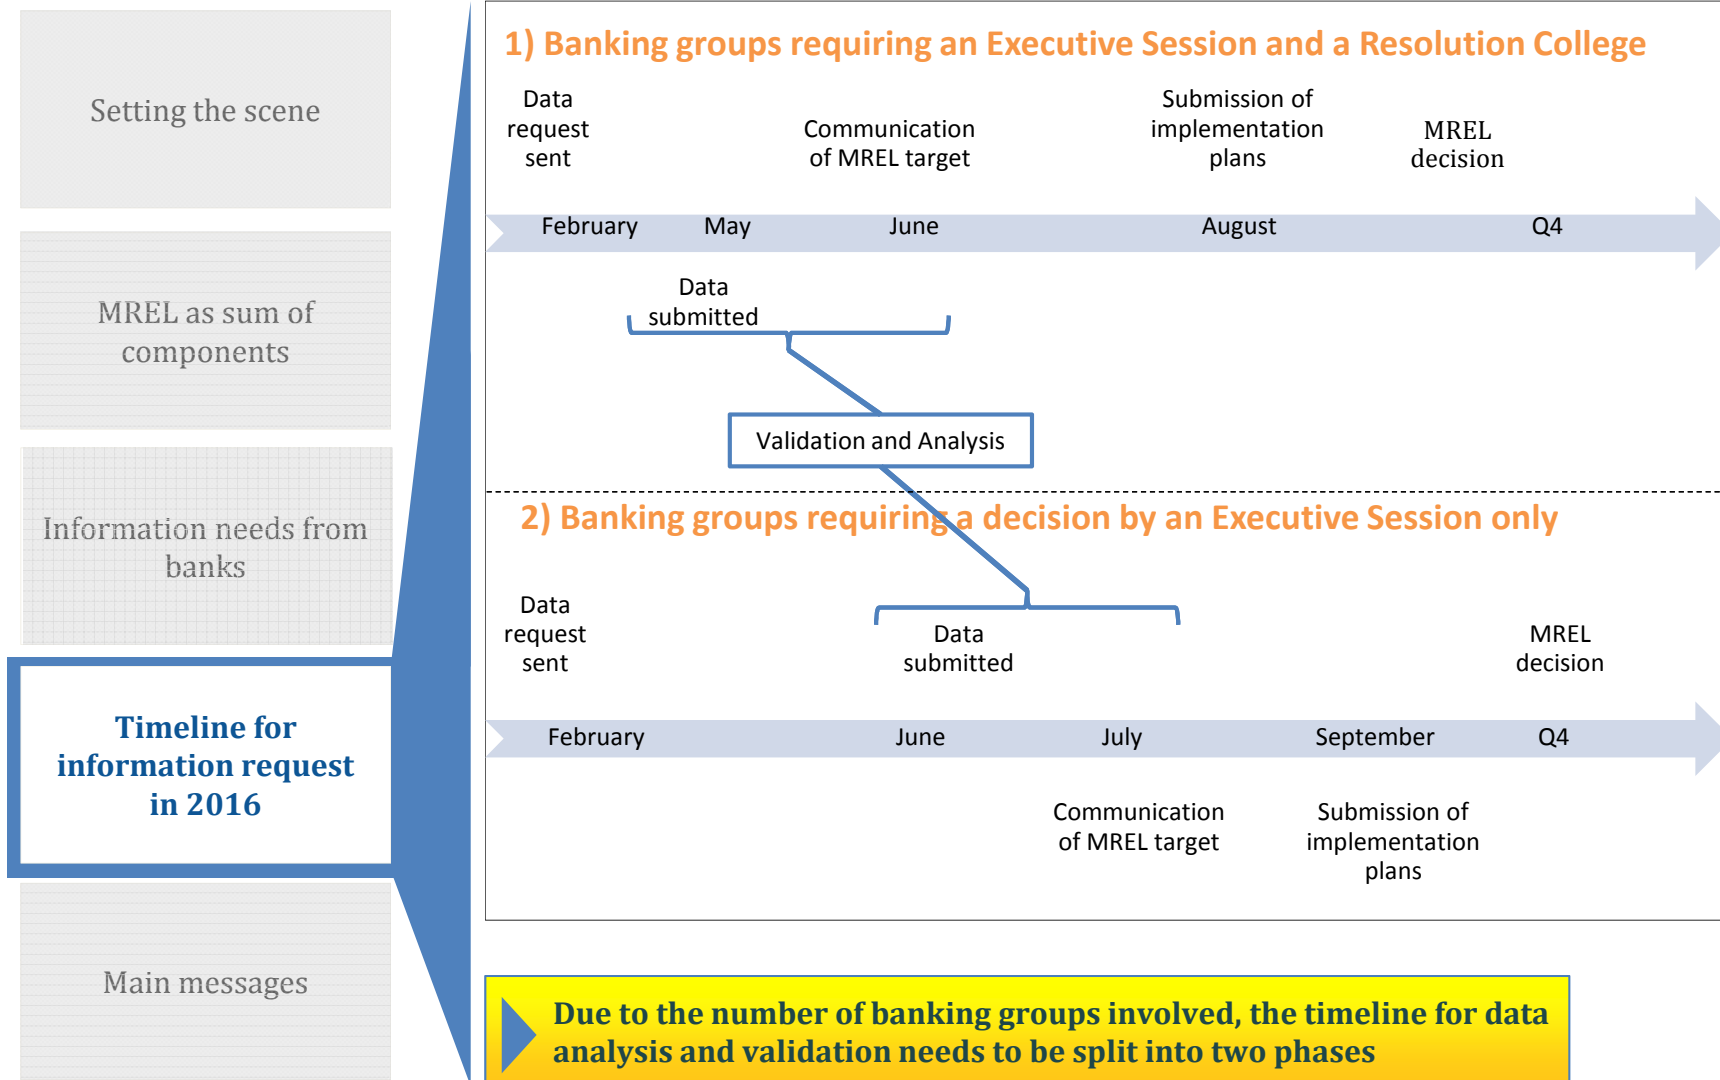 Setting the scene
MREL as sum of
components
Information needs from
banks
Timeline for
information request
in 2016
Main messages
1) Banking groups requiring an Executive Session and a Resolution College
Data
request
sent
Communication
of MREL target
Submission of
implementation
plans
MREL
decision
February May June August Q4
Data
submitted
Validation and Analysis
2) Banking groups requiring a decision by an Executive Session only
Data
request
sent
Data
submitted
MREL
decision
February June July September Q4
Communication
of MREL target
Submission of
implementation
plans
Due to the number of banking groups involved, the timeline for data
analysis and validation needs to be split into two phases